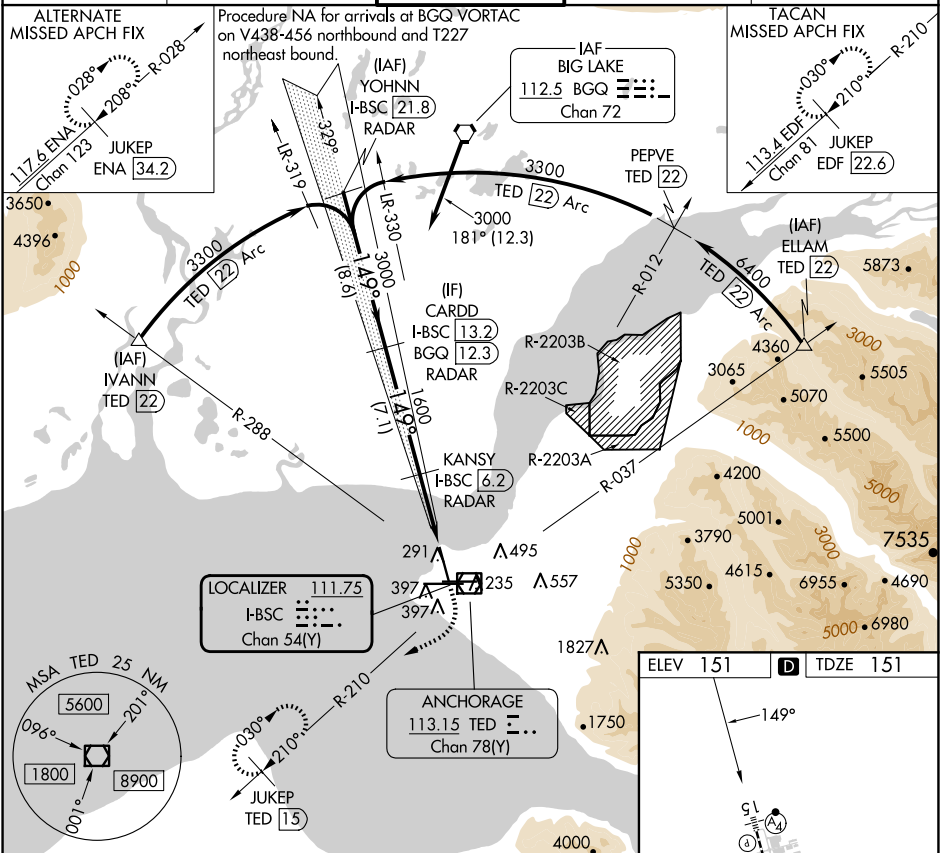 ALTERNATE
MISSED APCH FIX
028°
208°
R-028
117.6 ENA
Chan 123
JUKEP
ENA 34.2
Procedure NA for arrivals at BGQ VORTAC
on V438-456 northbound and T227
northeast bound.
(IAF)
YOHNN
I-BSC 21.8
RADAR
IAF
BIG LAKE
112.5 BGQ
Chan 72
TACAN
MISSED APCH FIX
030°
210°
R-210
113.4 EDF
Chan 81
JUKEP
EDF 22.6
3650
4396
1000
LR-319
329°
LR-330
3300
TED 22 Arc
3300
TED 22 Arc
3000
181° (12.3)
PEPVE
TED 22
R-012
(IAF)
ELLAM
TED 22
6400
TED 22 Arc
5873
3000
149°
(8.6)
3000
(IF)
CARDD
I-BSC 13.2
BGQ 12.3
RADAR
(IAF)
IVANN
TED 22
R-288
R-2203B
R-2203C
R-2203A
R-037
4360
3065
5505
5070
1000
5500
5000
1600
149°
(7.1)
KANSY
I-BSC 6.2
RADAR
4200
5001
3790
3000
7535
1000
5350
4615
6955
4690
6980
5000
291
495
397
235
557
397
1827
1750
4000
LOCALIZER 111.75
I-BSC
Chan 54(Y)
ANCHORAGE
113.15 TED
Chan 78(Y)
R-210
030°
210°
JUKEP
TED 15
MSA TED 25 NM
5600
201°
096°
1800
8900
001°
ELEV 151
D
TDZE 151
149°
15
A4
P